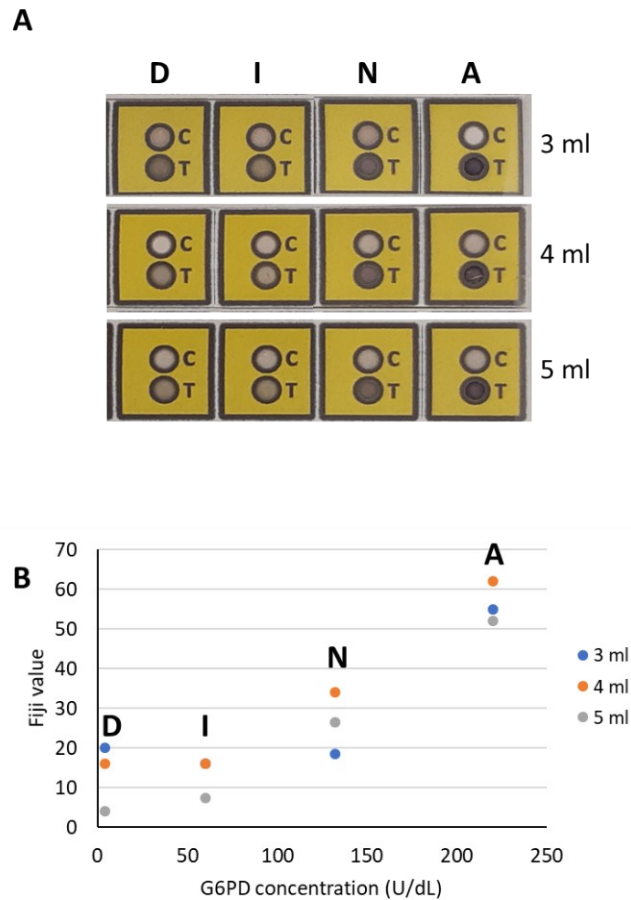 A
D I N A
C C C C
T T T T
3 ml
C C C C
T T T T
4 ml
C C C C
T T T T
5 ml
B
70
60
50
40
30
20
10
0
Fiji value
D
I
N
A
0 50 100 150 200 250
G6PD concentration (U/dL)
3 ml
4 ml
5 ml